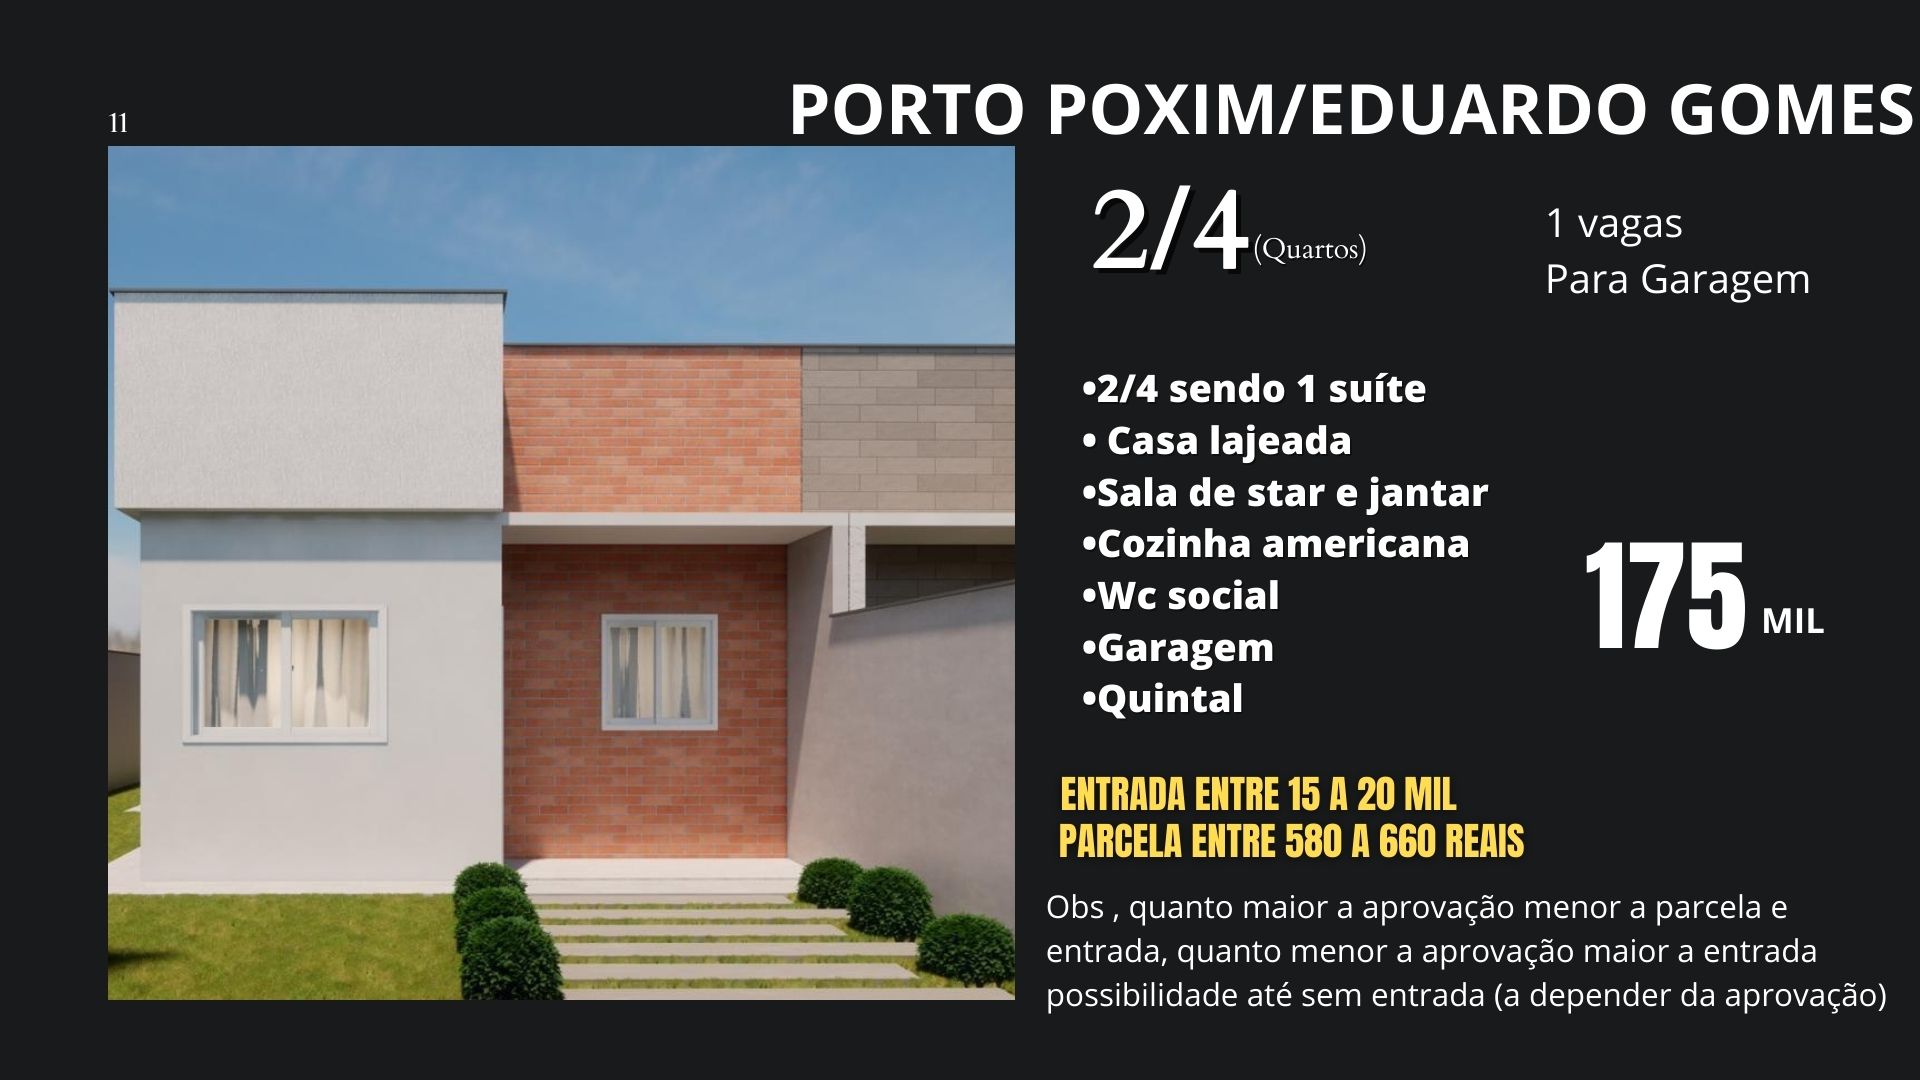 11
PORTO POXIM/EDUARDO GOMES
2/4 (Quartos)
1 vagas
Para Garagem
•2/4 sendo 1 suíte
• Casa lajeada
•Sala de star e jantar
•Cozinha americana
•Wc social
•Garagem
•Quintal
175 MIL
ENTRADA ENTRE 15 A 20 MIL
PARCELA ENTRE 580 A 660 REAIS
Obs , quanto maior a aprovação menor a parcela e
entrada, quanto menor a aprovação maior a entrada
possibilidade até sem entrada (a depender da aprovação)